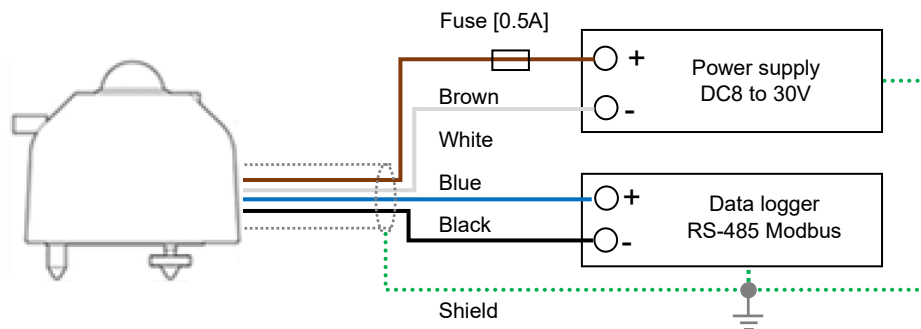 Fuse [0.5A]
+
Power supply
DC8 to 30V
Brown
-
White
Blue
+
Data logger
RS-485 Modbus
Black
-
Shield